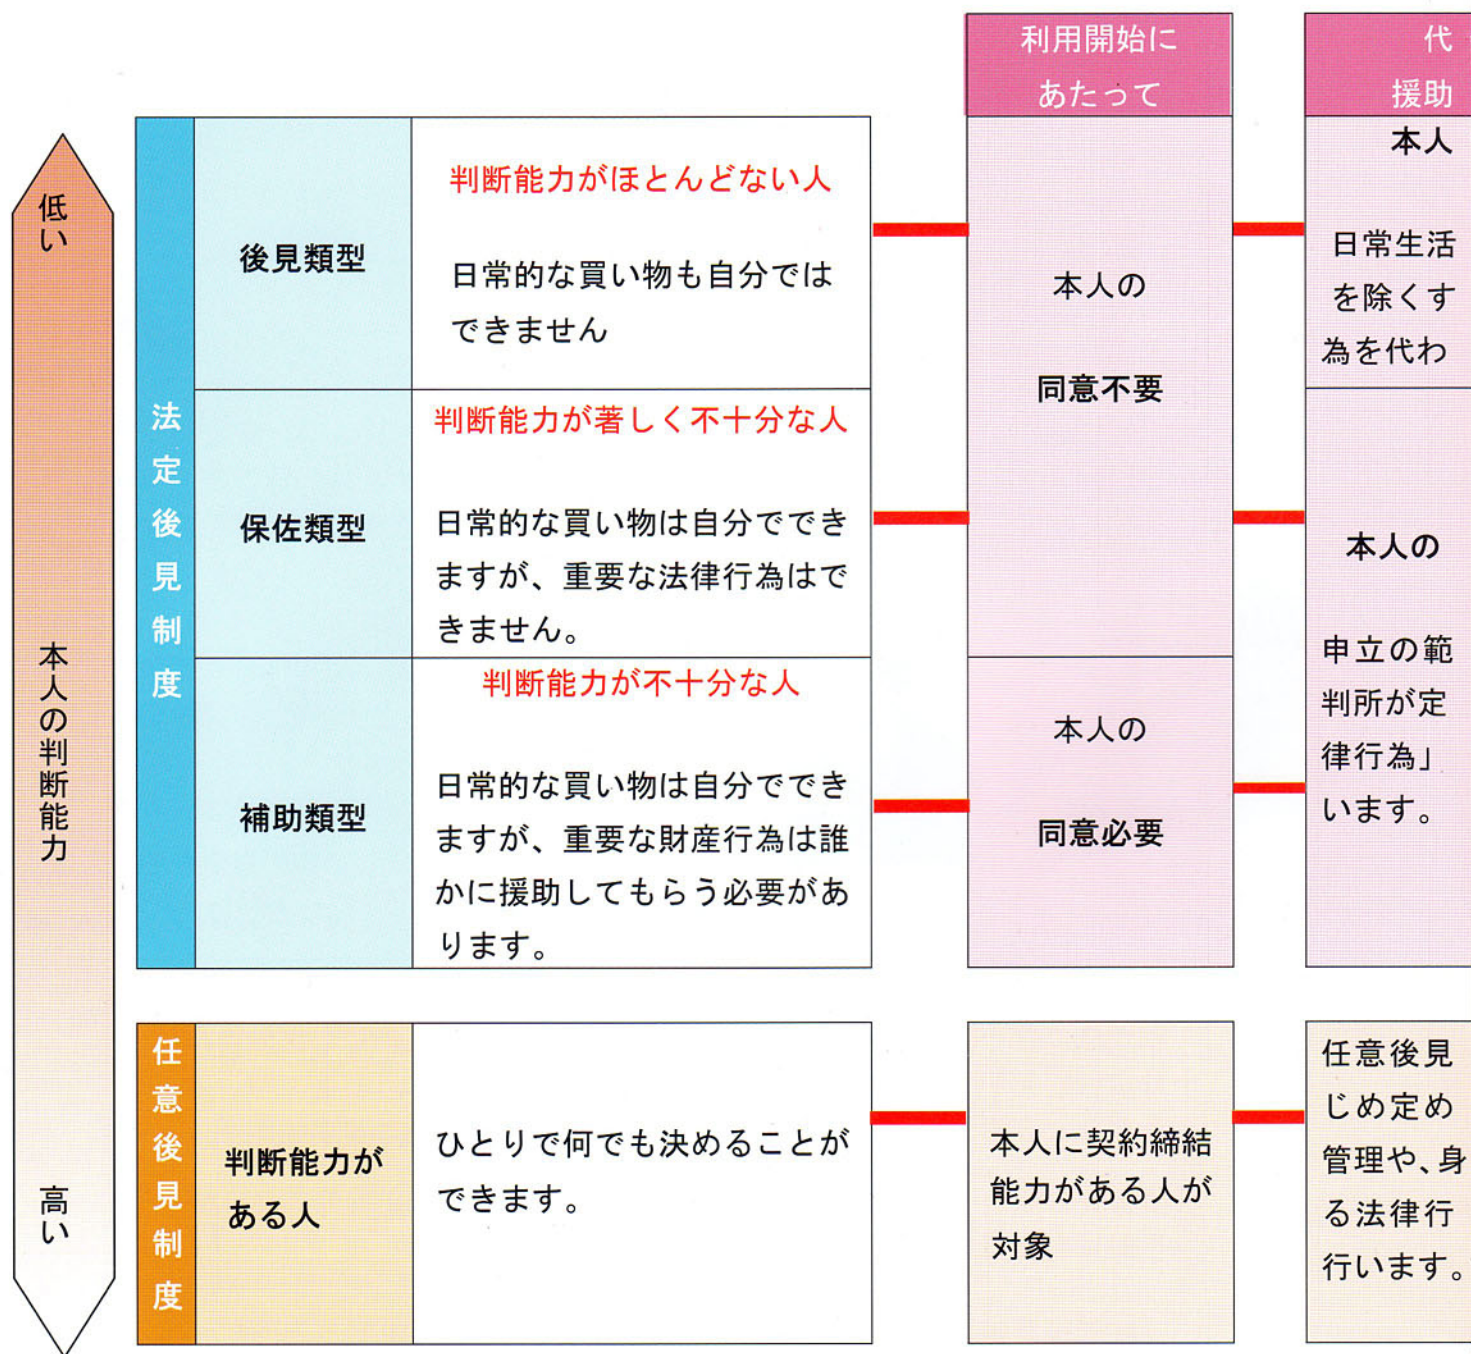 利用開始に
あたって
代
援助
低い
本人の判断能力
高い
法定後見制度
後見類型
判断能力がほとんどない人
日常的な買い物も自分では
できません
本人の
同意不要
本人
日常生活
を除くす
為を代わ
保佐類型
判断能力が著しく不十分な人
日常的な買い物は自分ででき
ますが、重要な法律行為はで
きません。
補助類型
判断能力が不十分な人
日常的な買い物は自分ででき
ますが、重要な財産行為は誰
かに援助してもらう必要があ
ります。
本人の
同意必要
本人の
申立の範
判所が定
律行為」
います。
任意後見制度
判断能力が
ある人
ひとりで何でも決めることが
できます。
本人に契約締結
能力がある人が
対象
任意後見
じめ定め
管理や、身
る法律行
行います。